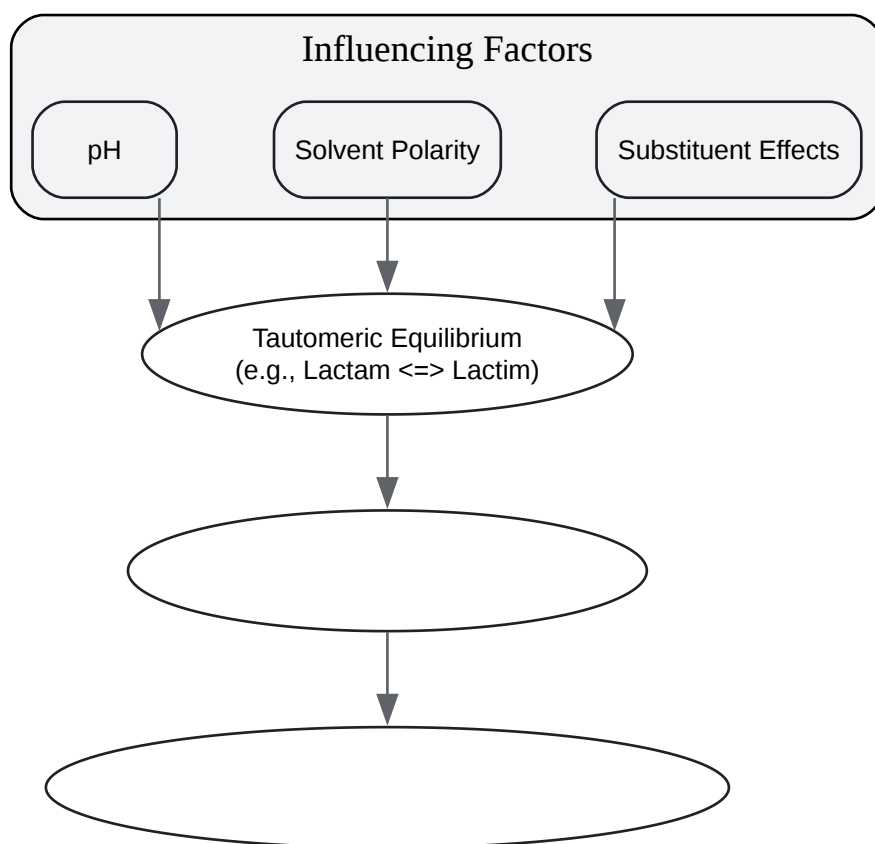 Influencing Factors
pH
Solvent Polarity
Substituent Effects
Tautomeric Equilibrium
(e.g., Lactam <=> Lactim)